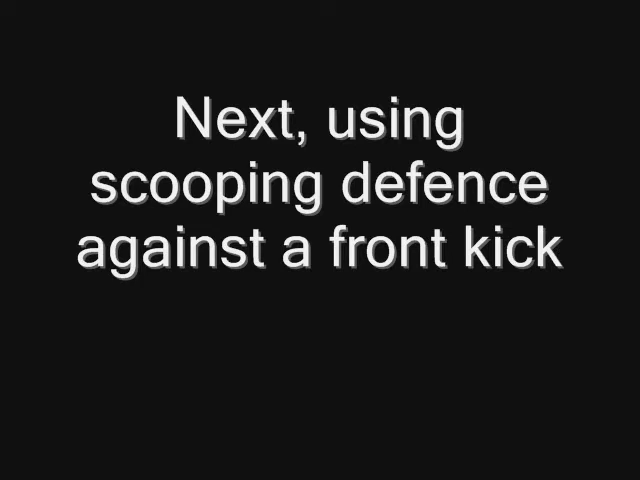 Next, using
scooping defence
against a front kick